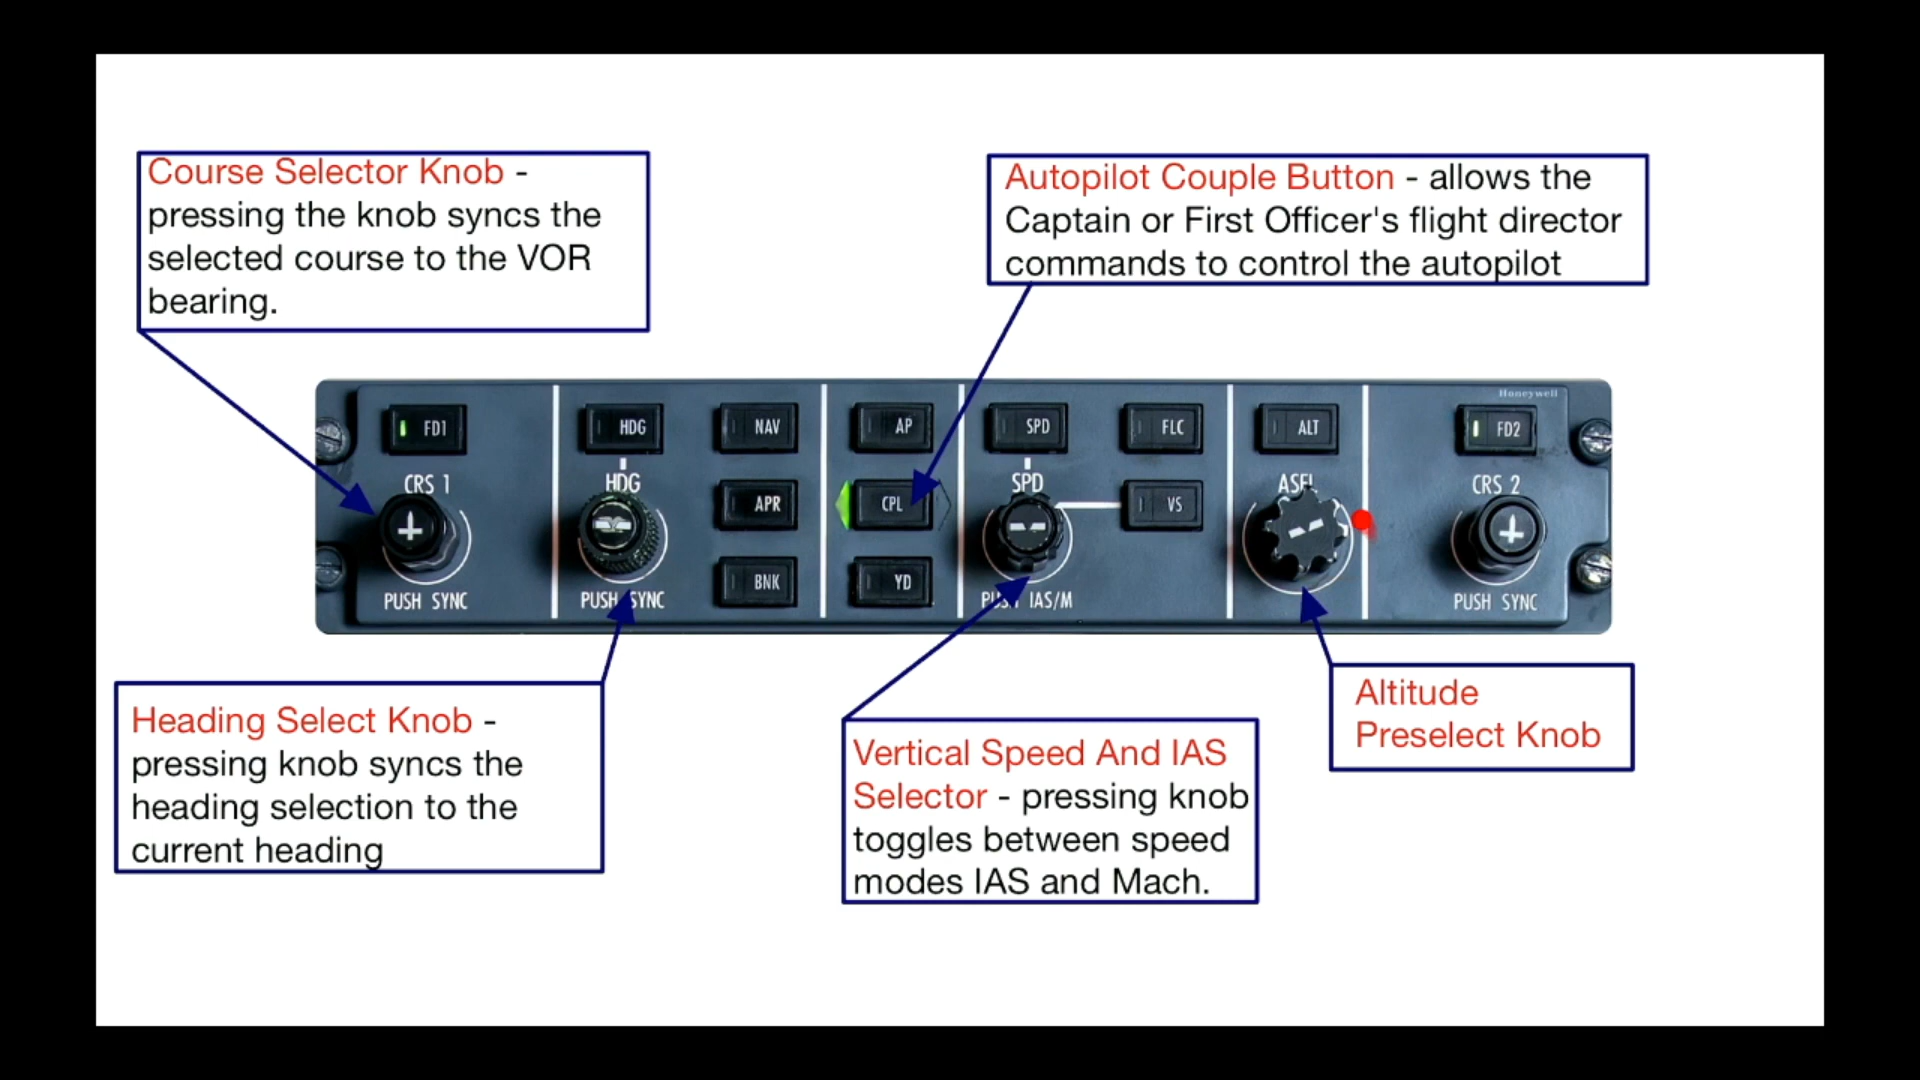 Course Selector Knob -
pressing the knob syncs the
selected course to the VOR
bearing.
Autopilot Couple Button - allows the
Captain or First Officer's flight director
commands to control the autopilot
Honeywell
FD1
HDG
NAV
AP
SPD
FLC
ALT
FD2
CRS 1
HDG
APR
CPL
SPD
VS
ASEL
CRS 2
BNK
YD
PUSH SYNC
PUSH SYNC
PUSH IAS/M
PUSH SYNC
Heading Select Knob -
pressing knob syncs the
heading selection to the
current heading
Vertical Speed And IAS
Selector - pressing knob
toggles between speed
modes IAS and Mach.
Altitude
Preselect Knob